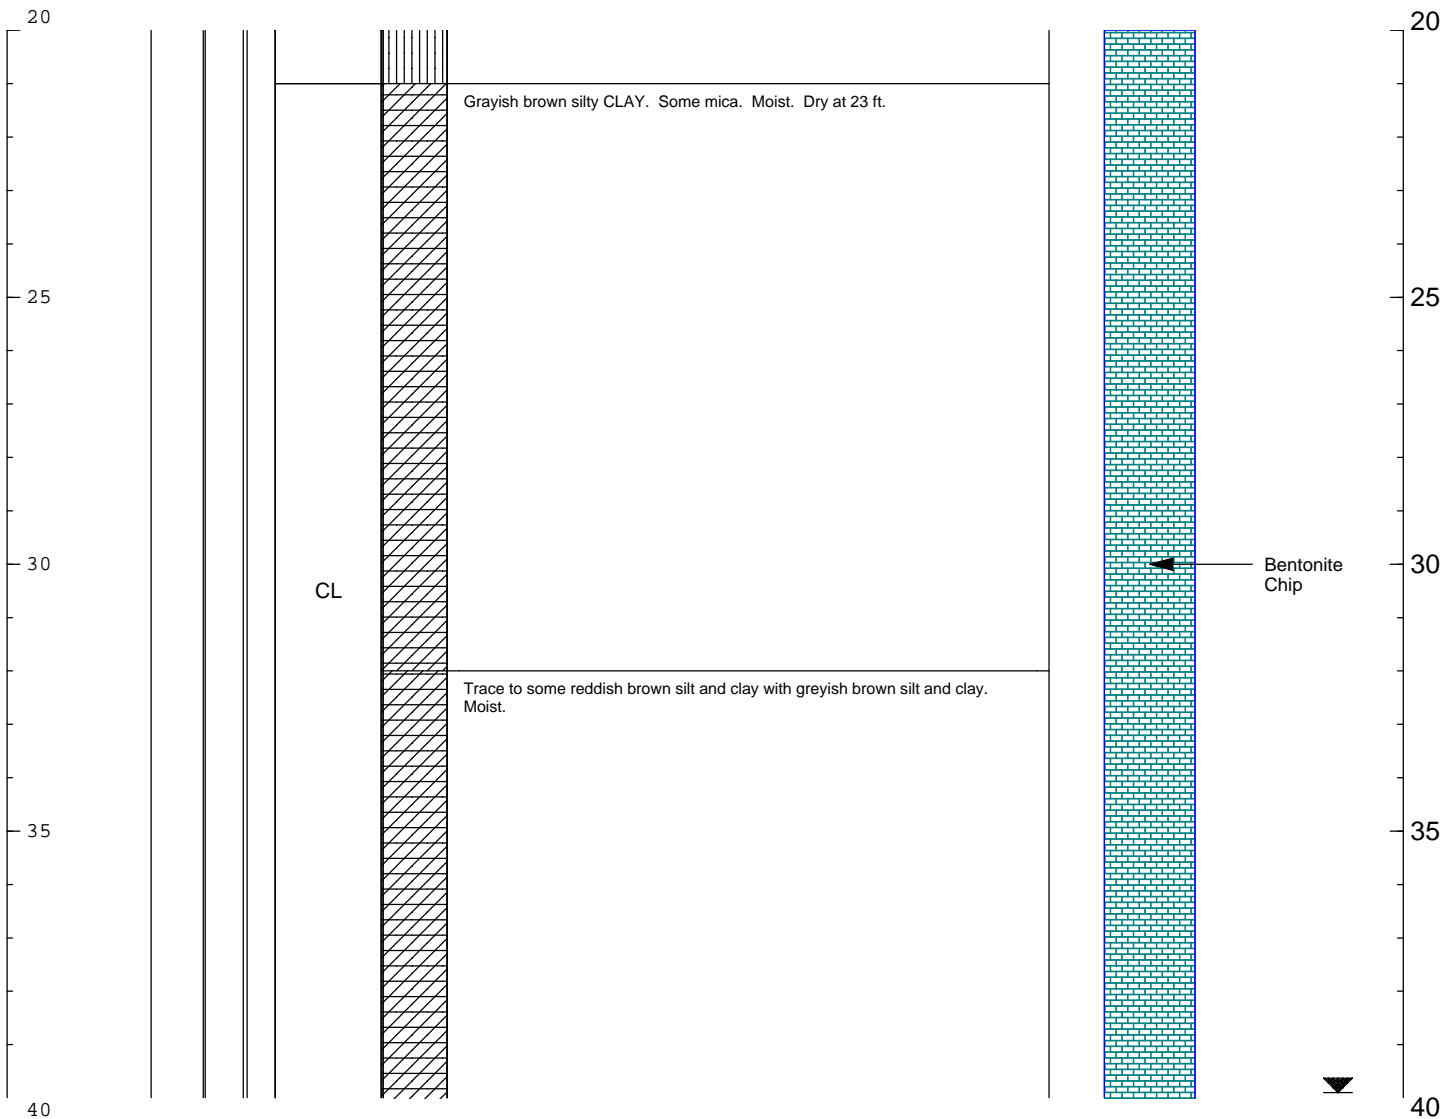 20
20
Grayish brown silty CLAY. Some mica. Moist. Dry at 23 ft.
25
25
30
CL
Bentonite
Chip
30
Trace to some reddish brown silt and clay with greyish brown silt and clay.
Moist.
35
35
40
40